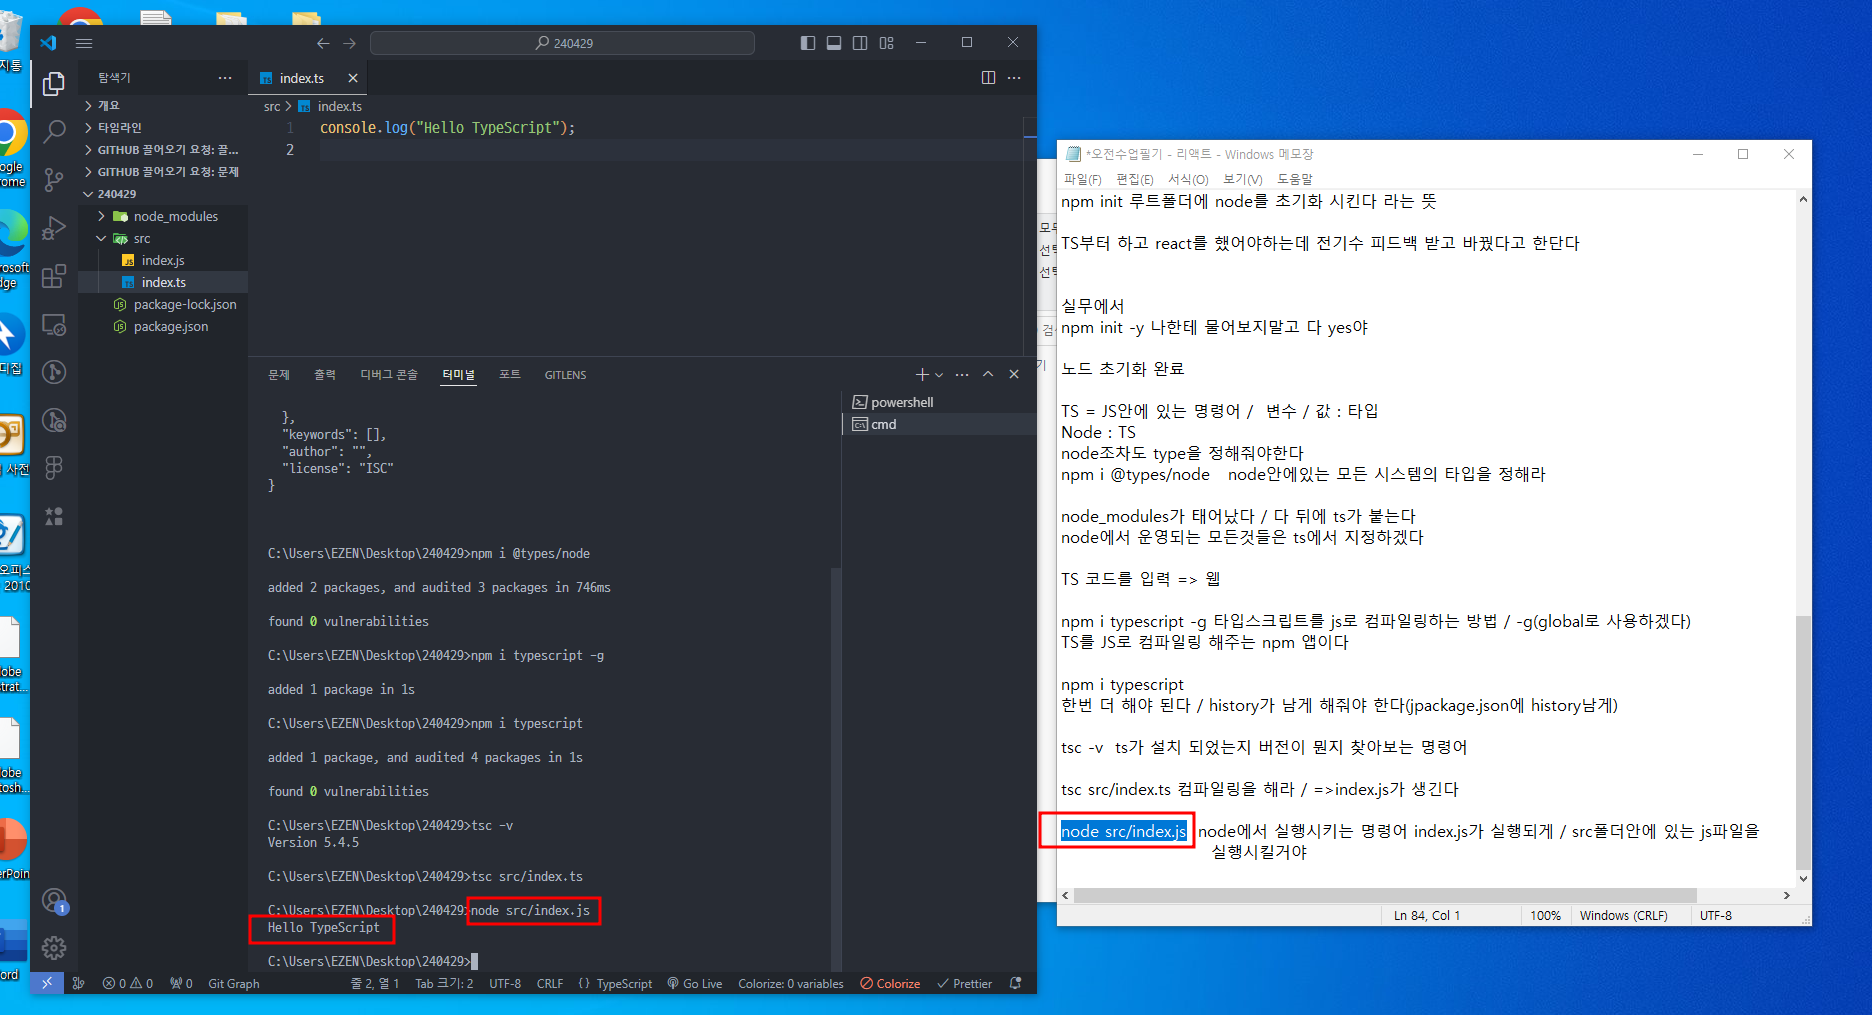 지통
ogle
ome
디집
사전
오피스
2010
lobe
strat...
lobe
tosh...
erPoin
ord
240429
탐색기
index.ts
개요
타임라인
GITHUB 끌어오기 요청: 끌...
GITHUB 끌어오기 요청: 문제
240429
node_modules
src
index.js
index.ts
package-lock.json
package.json
src > index.ts
1 console.log("Hello TypeScript");
2
문제 출력 디버그 콘솔 터미널 포트 GITLENS
powershell
cmd
},
"keywords": [],
"author": "",
"license": "ISC"
}
C:\Users\EZEN\Desktop\240429>npm i @types/node
added 2 packages, and audited 3 packages in 746ms
found 0 vulnerabilities
C:\Users\EZEN\Desktop\240429>npm i typescript -g
added 1 package in 1s
C:\Users\EZEN\Desktop\240429>npm i typescript
added 1 package, and audited 4 packages in 1s
found 0 vulnerabilities
C:\Users\EZEN\Desktop\240429>tsc -v
Version 5.4.5
C:\Users\EZEN\Desktop\240429>tsc src/index.ts
C:\Users\EZEN\Desktop\240429>node src/index.js
Hello TypeScript
C:\Users\EZEN\Desktop\240429>
1
0 0 0 Git Graph 줄 2, 열 1 Tab 크기: 2 UTF-8 CRLF {} TypeScript Go Live Colorize: 0 variables Colorize Prettier
*오전수업필기 - 리액트 - Windows 메모장
파일(F) 편집(E) 서식(O) 보기(V) 도움말
npm init 루트폴더에 node를 초기화 시킨다 라는 뜻
TS부터 하고 react를 했어야하는데 전기수 피드백 받고 바꿨다고 한단다
실무에서
npm init -y 나한테 물어보지말고 다 yes야
노드 초기화 완료
TS = JS안에 있는 명령어 / 변수 / 값 : 타입
Node : TS
node조차도 type을 정해줘야한다
npm i @types/node node안에있는 모든 시스템의 타입을 정해라
node_modules가 태어났다 / 다 뒤에 ts가 붙는다
node에서 운영되는 모든것들은 ts에서 지정하겠다
TS 코드를 입력 => 웹
npm i typescript -g 타입스크립트를 js로 컴파일링하는 방법 / -g(global로 사용하겠다)
TS를 JS로 컴파일링 해주는 npm 앱이다
npm i typescript
한번 더 해야 된다 / history가 남게 해줘야 한다(jpackage.json에 history남게)
tsc -v ts가 설치 되었는지 버전이 뭔지 찾아보는 명령어
tsc src/index.ts 컴파일링을 해라 / =>index.js가 생긴다
node src/index.js node에서 실행시키는 명령어 index.js가 실행되게 / src폴더안에 있는 js파일을
실행시킬거야
Ln 84, Col 1 100% Windows (CRLF) UTF-8